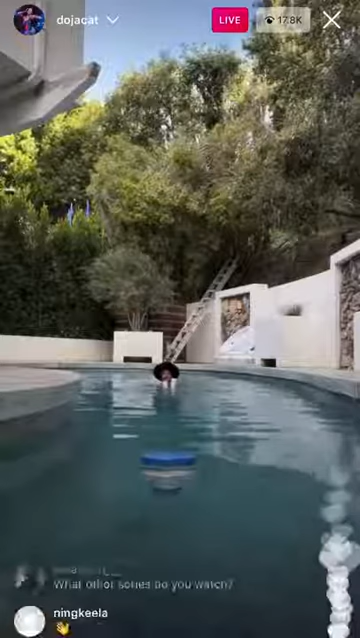 dojacat
LIVE
17.8K
What other series do you watch?
ningkeela
👋